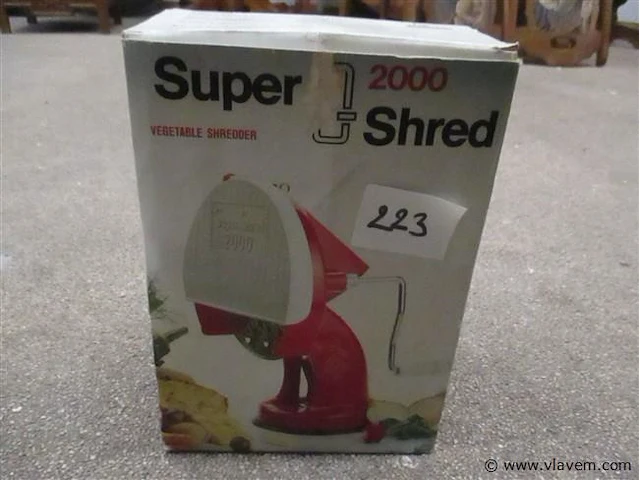 Super 2000
Shred
VEGETABLE SHREDDER
223
2000
© www.vlavem.com